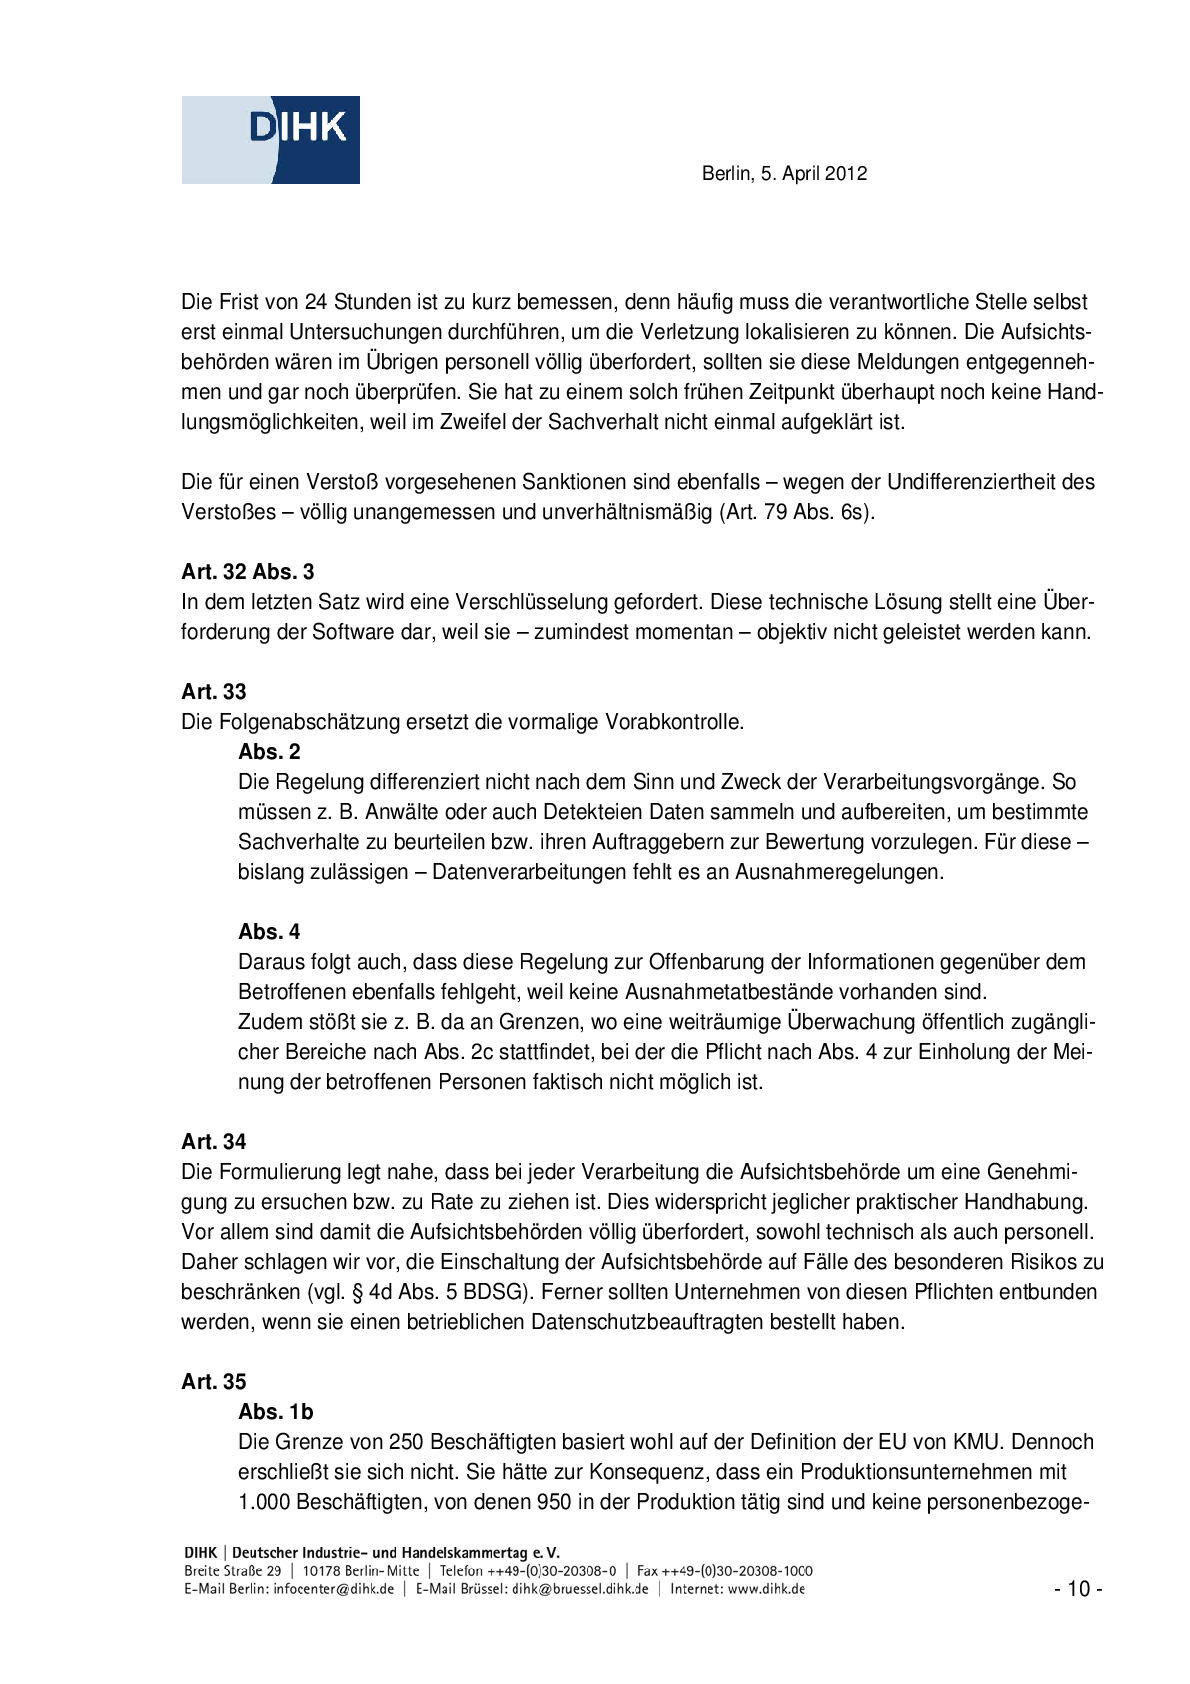 DIHK
Berlin, 5. April 2012
Die Frist von 24 Stunden ist zu kurz bemessen, denn häufig muss die verantwortliche Stelle selbst
erst einmal Untersuchungen durchführen, um die Verletzung lokalisieren zu können. Die Aufsichts-
behörden wären im Übrigen personell völlig überfordert, sollten sie diese Meldungen entgegenneh-
men und gar noch überprüfen. Sie hat zu einem solch frühen Zeitpunkt überhaupt noch keine Hand-
lungsmöglichkeiten, weil im Zweifel der Sachverhalt nicht einmal aufgeklärt ist.
Die für einen Verstoß vorgesehenen Sanktionen sind ebenfalls – wegen der Undifferenziertheit des
Verstoßes – völlig unangemessen und unverhältnismäßig (Art. 79 Abs. 6s).
Art. 32 Abs. 3
In dem letzten Satz wird eine Verschlüsselung gefordert. Diese technische Lösung stellt eine Über-
forderung der Software dar, weil sie – zumindest momentan – objektiv nicht geleistet werden kann.
Art. 33
Die Folgenabschätzung ersetzt die vormalige Vorabkontrolle.
Abs. 2
Die Regelung differenziert nicht nach dem Sinn und Zweck der Verarbeitungsvorgänge. So
müssen z. B. Anwälte oder auch Detekteien Daten sammeln und aufbereiten, um bestimmte
Sachverhalte zu beurteilen bzw. ihren Auftraggebern zur Bewertung vorzulegen. Für diese –
bislang zulässigen – Datenverarbeitungen fehlt es an Ausnahmeregelungen.
Abs. 4
Daraus folgt auch, dass diese Regelung zur Offenbarung der Informationen gegenüber dem
Betroffenen ebenfalls fehlgeht, weil keine Ausnahmetatbestände vorhanden sind.
Zudem stößt sie z. B. da an Grenzen, wo eine weiträumige Überwachung öffentlich zugängli-
cher Bereiche nach Abs. 2c stattfindet, bei der die Pflicht nach Abs. 4 zur Einholung der Mei-
nung der betroffenen Personen faktisch nicht möglich ist.
Art. 34
Die Formulierung legt nahe, dass bei jeder Verarbeitung die Aufsichtsbehörde um eine Genehmi-
gung zu ersuchen bzw. zu Rate zu ziehen ist. Dies widerspricht jeglicher praktischer Handhabung.
Vor allem sind damit die Aufsichtsbehörden völlig überfordert, sowohl technisch als auch personell.
Daher schlagen wir vor, die Einschaltung der Aufsichtsbehörde auf Fälle des besonderen Risikos zu
beschränken (vgl. § 4d Abs. 5 BDSG). Ferner sollten Unternehmen von diesen Pflichten entbunden
werden, wenn sie einen betrieblichen Datenschutzbeauftragten bestellt haben.
Art. 35
Abs. 1b
Die Grenze von 250 Beschäftigten basiert wohl auf der Definition der EU von KMU. Dennoch
erschließt sie sich nicht. Sie hätte zur Konsequenz, dass ein Produktionsunternehmen mit
1.000 Beschäftigten, von denen 950 in der Produktion tätig sind und keine personenbezoge-
DIHK | Deutscher Industrie- und Handelskammertag e. V.
Breite Straße 29 | 10178 Berlin-Mitte | Telefon ++49-(0)30-20308-0 | Fax ++49-(0)30-20308-1000
E-Mail Berlin: infocenter@dihk.de | E-Mail Brüssel: dihk@bruessel.dihk.de | Internet: www.dihk.de
- 10 -